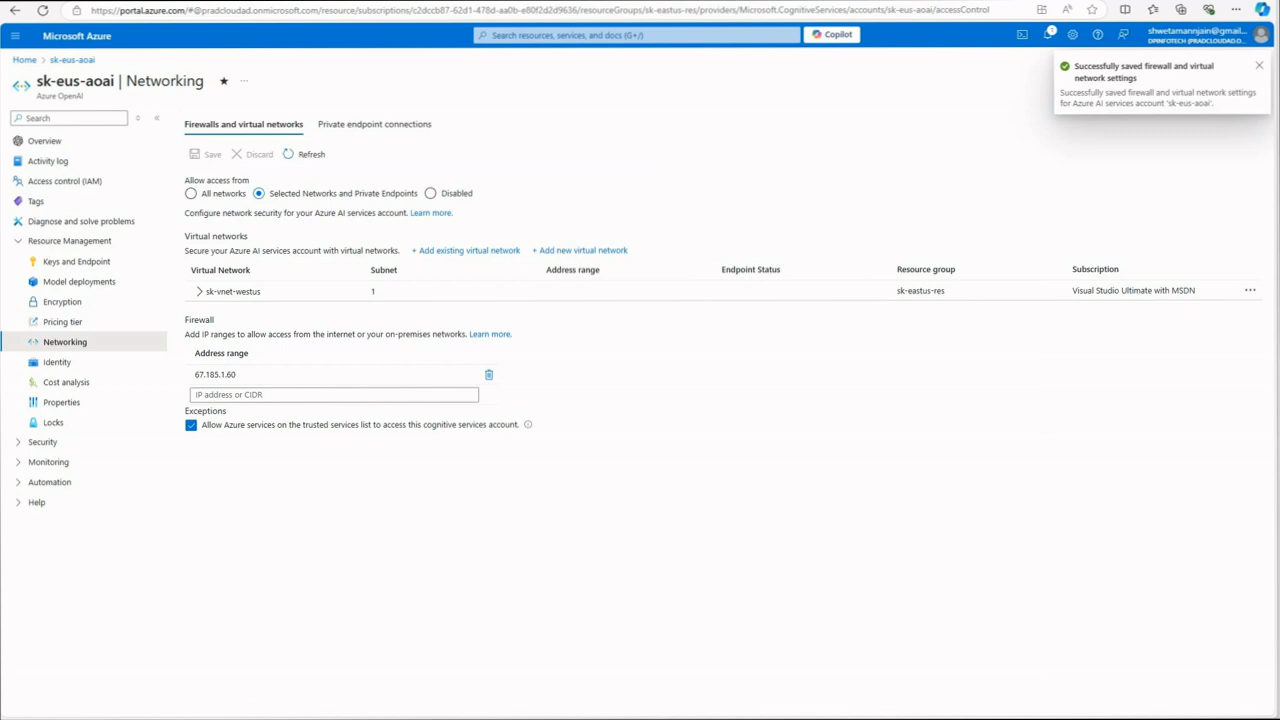 https://portal.azure.com/#@pradcloudad.onmicrosoft.com/resource/subscriptions/c2dccb87-62d1-478d-aa0b-e80f2d2d9636/resourceGroups/sk-eastus-res/providers/Microsoft.CognitiveServices/accounts/sk-eus-aoai/accessControl
Microsoft Azure
Search resources, services, and docs (G+/)
Copilot
1
shwetamannjain@gmail....
DPINFOTECH (PRADCLOUDAD.O...
Home > sk-eus-aoai
sk-eus-aoai | Networking
Azure OpenAI
Successfully saved firewall and virtual
network settings
Successfully saved firewall and virtual network settings
for Azure AI services account 'sk-eus-aoai'.
Search
Overview
Activity log
Access control (IAM)
Tags
Diagnose and solve problems
Resource Management
Keys and Endpoint
Model deployments
Encryption
Pricing tier
Networking
Identity
Cost analysis
Properties
Locks
Security
Monitoring
Automation
Help
Firewalls and virtual networks Private endpoint connections
Save Discard Refresh
Allow access from
All networks Selected Networks and Private Endpoints Disabled
Configure network security for your Azure AI services account. Learn more.
Virtual networks
Secure your Azure AI services account with virtual networks. + Add existing virtual network + Add new virtual network
Virtual Network Subnet Address range Endpoint Status Resource group Subscription
sk-vnet-westus 1 sk-eastus-res Visual Studio Ultimate with MSDN
Firewall
Add IP ranges to allow access from the internet or your on-premises networks. Learn more.
Address range
67.185.1.60
IP address or CIDR
Exceptions
Allow Azure services on the trusted services list to access this cognitive services account.